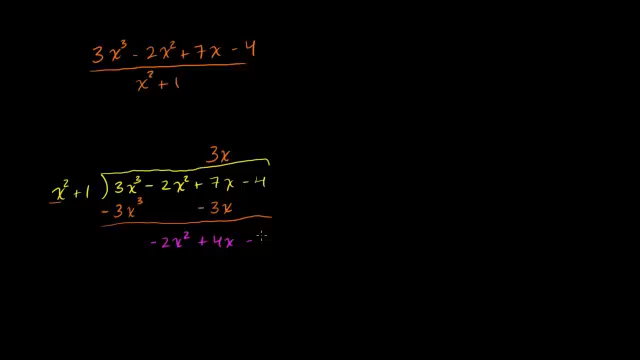 3x³ - 2x² + 7x - 4
x² + 1
3x
x² + 1 ) 3x³ - 2x² + 7x - 4
- 3x³ - 3x
- 2x² + 4x -